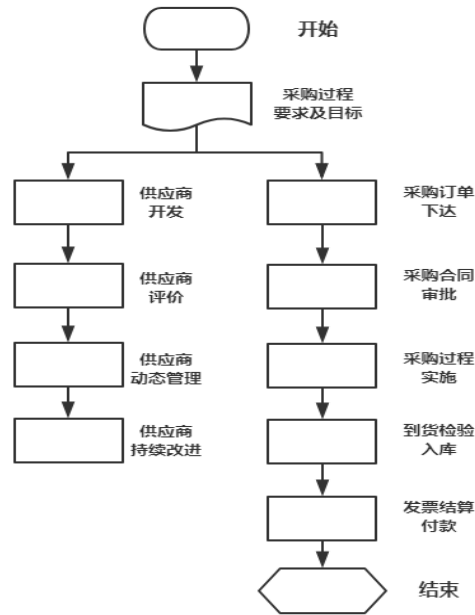 开始
采购过程
要求及目标
供应商
开发
供应商
评价
供应商
动态管理
供应商
持续改进
采购订单
下达
采购合同
审批
采购过程
实施
到货检验
入库
发票结算
付款
结束